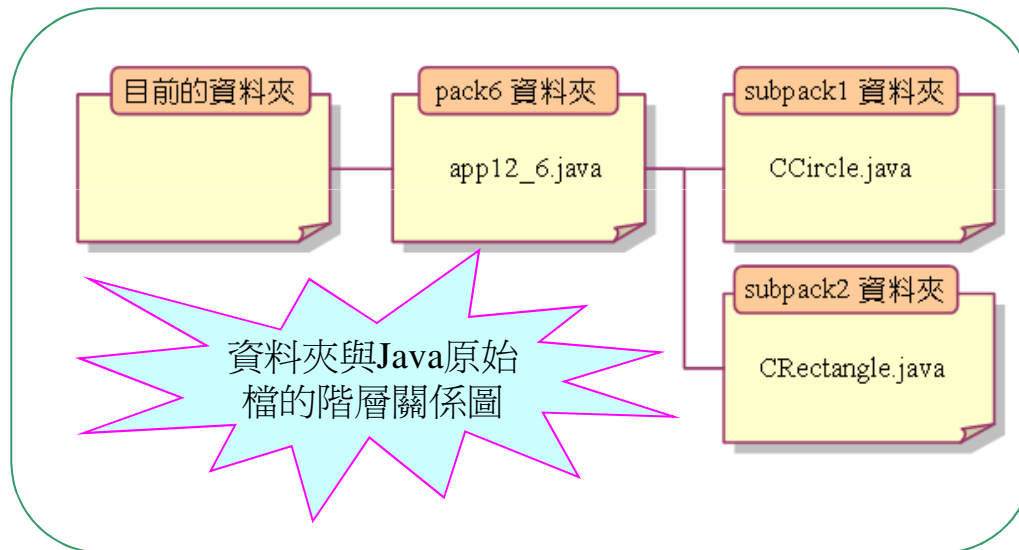 目前的資料夾
pack6 資料夾
app12_6.java
subpack1 資料夾
CCircle.java
subpack2 資料夾
CRectangle.java
資料夾與Java原始
檔的階層關係圖